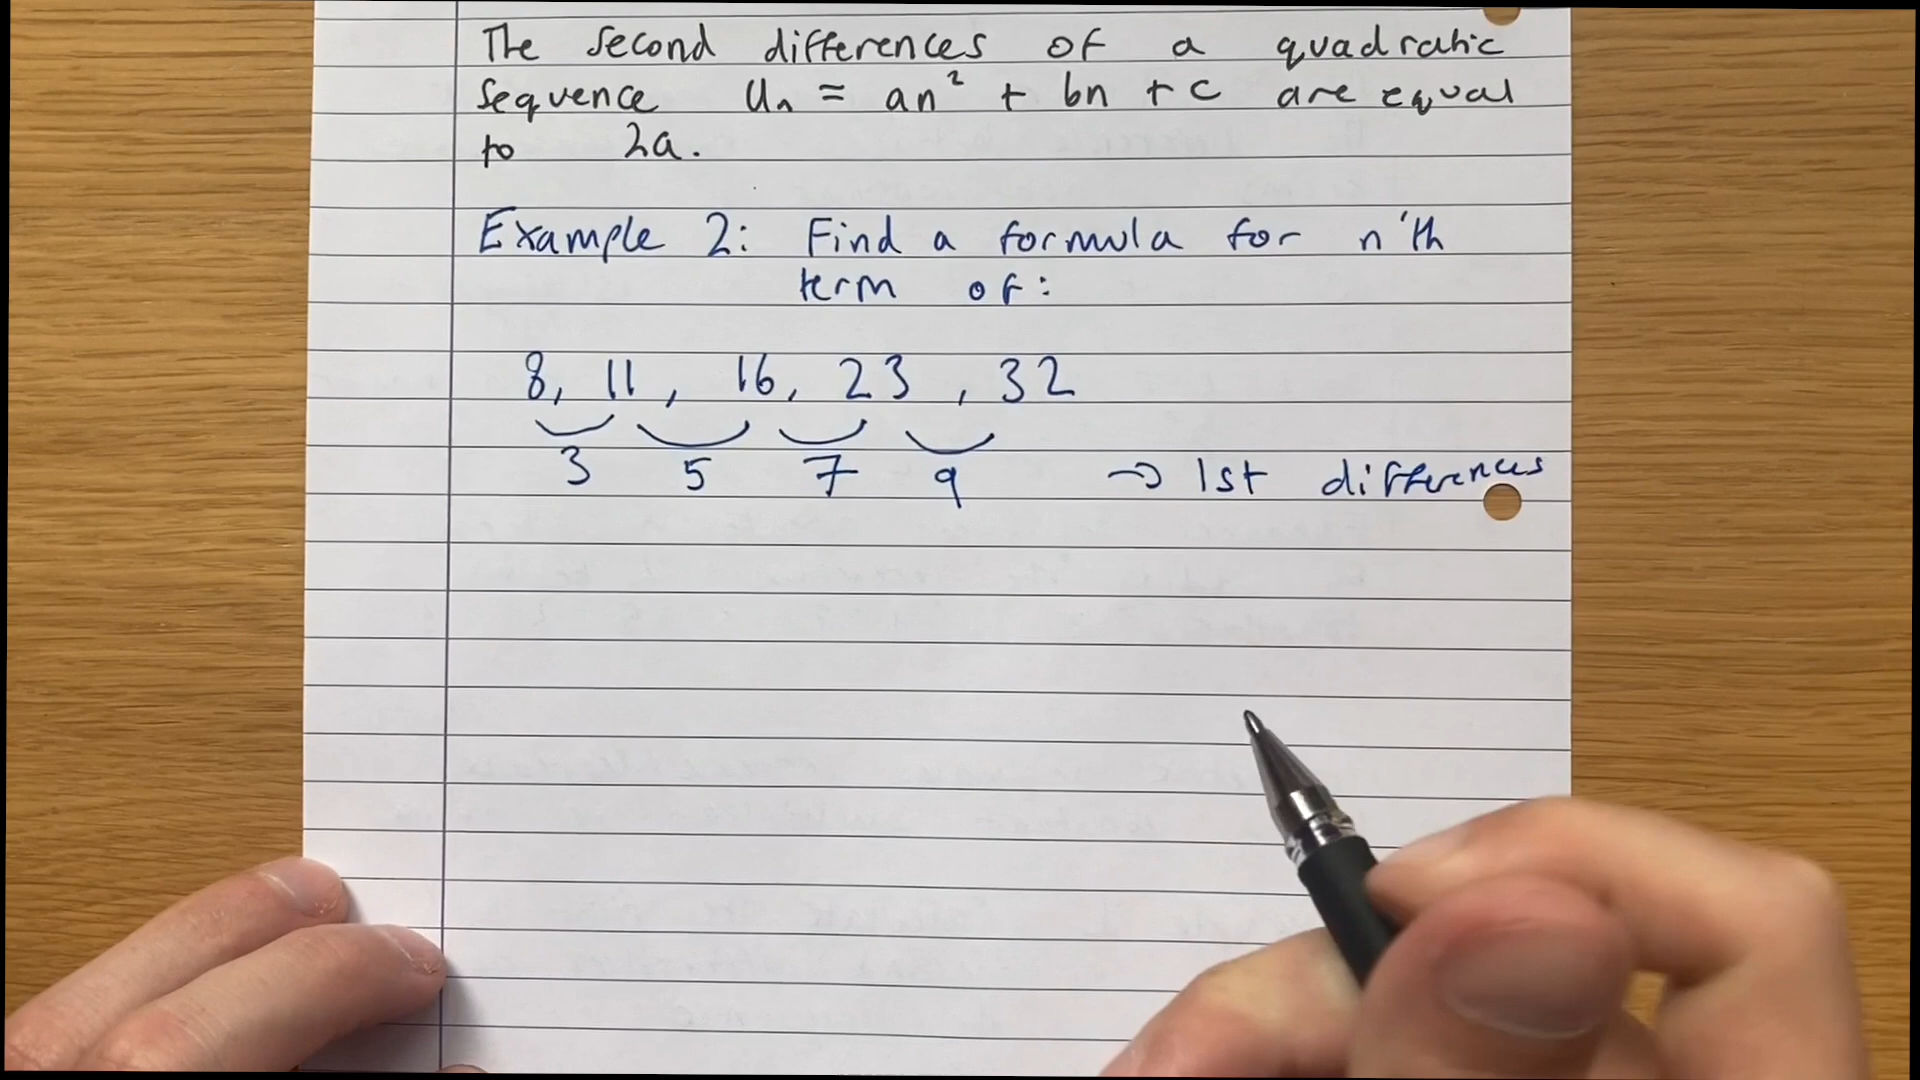 The second differences of a quadratic
sequence Uₙ = an² + bn + c are equal
to 2a.
Example 2: Find a formula for n'th
term of:
8, 11, 16, 23, 32
3 5 7 9 → 1st differences